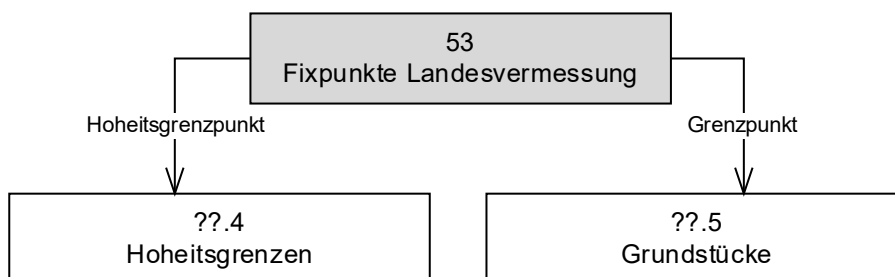 53
Fixpunkte Landesvermessung
Hoheitsgrenzpunkt
Grenzpunkt
??.4
Hoheitsgrenzen
??.5
Grundstücke